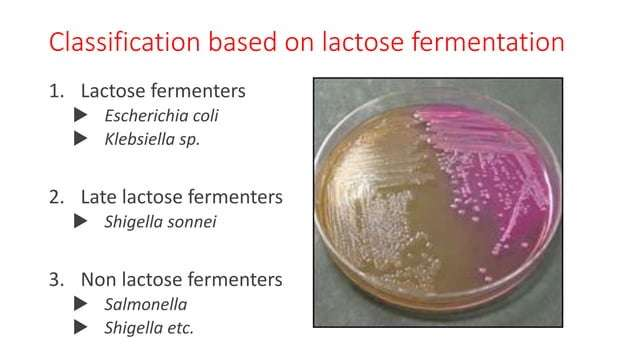 Classification based on lactose fermentation
1. Lactose fermenters
▶ Escherichia coli
▶ Klebsiella sp.
2. Late lactose fermenters
▶ Shigella sonnei
3. Non lactose fermenters
▶ Salmonella
▶ Shigella etc.